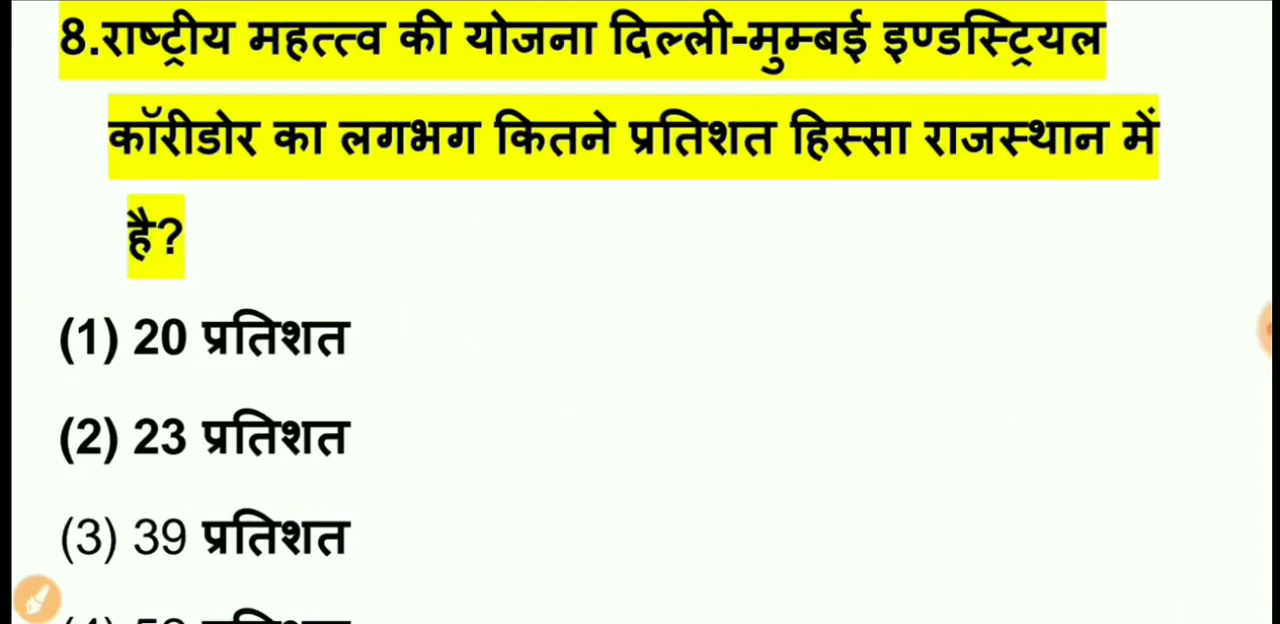 8.राष्ट्रीय महत्त्व की योजना दिल्ली-मुम्बई इण्डस्ट्रियल
कॉरीडोर का लगभग कितने प्रतिशत हिस्सा राजस्थान में
है?
(1) 20 प्रतिशत
(2) 23 प्रतिशत
(3) 39 प्रतिशत